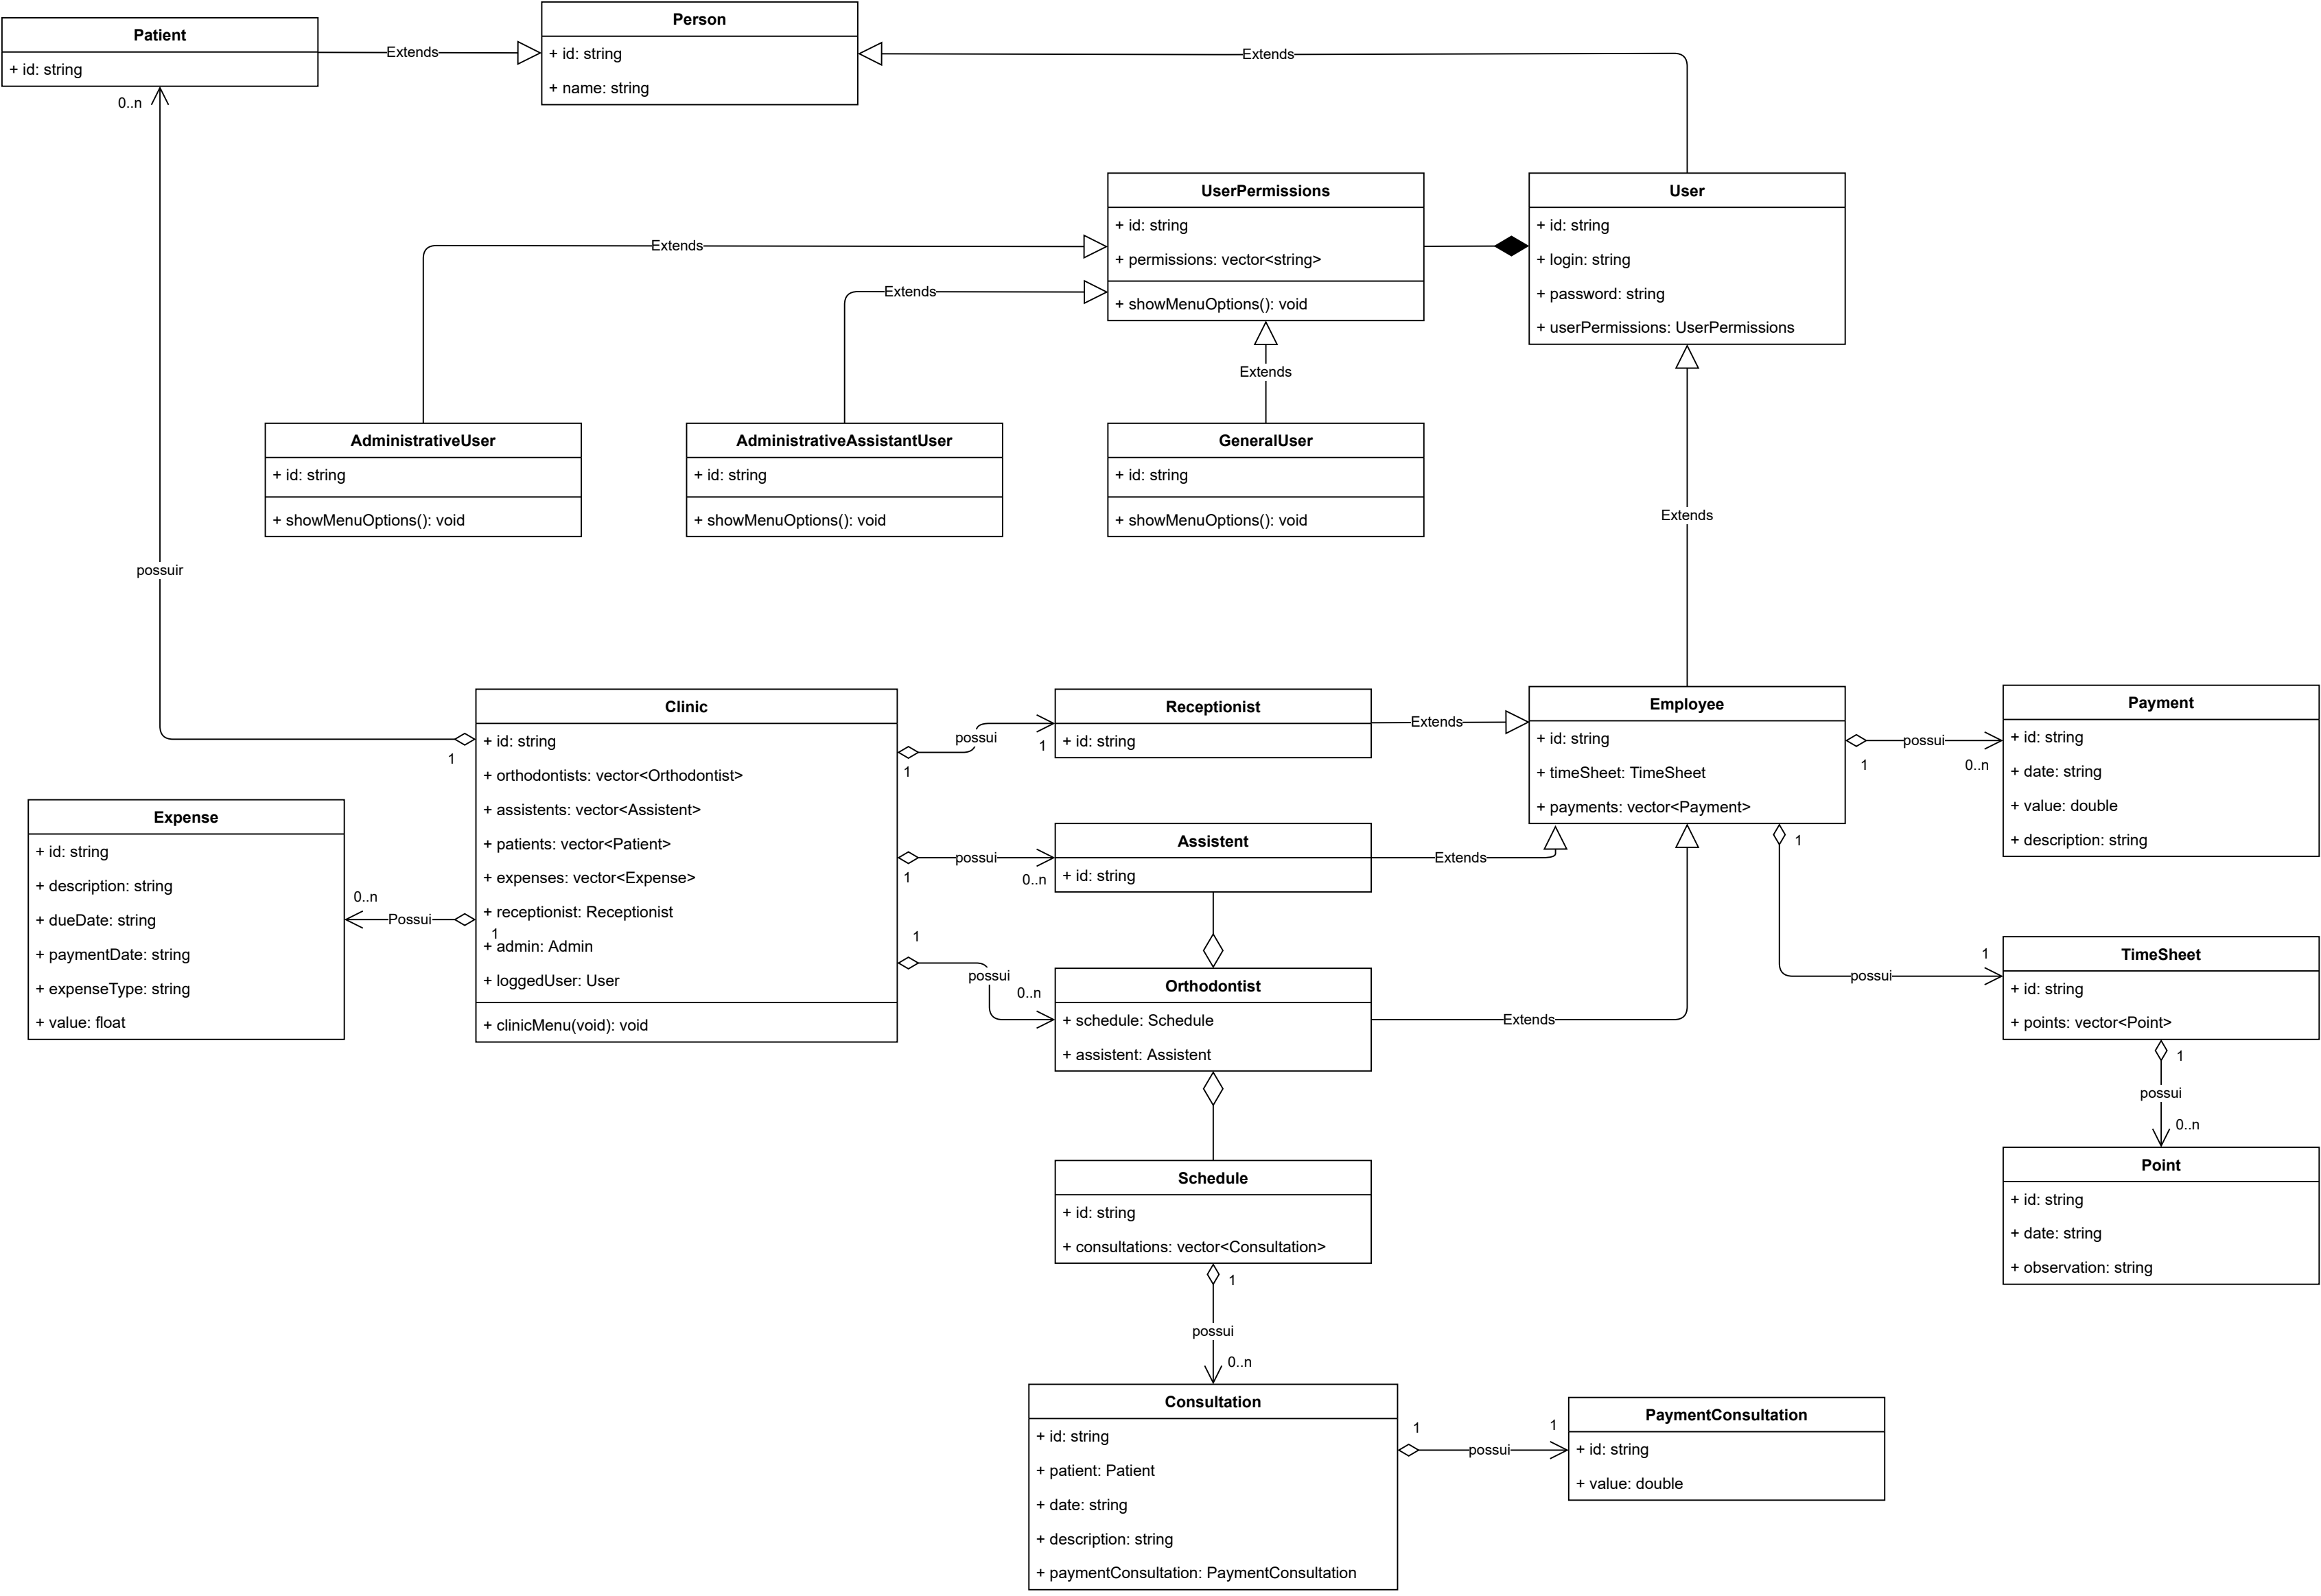 Patient
+ id: string
Extends
Person
+ id: string
+ name: string
Extends
0..n
UserPermissions
+ id: string
+ permissions: vector<string>
+ showMenuOptions(): void
User
+ id: string
+ login: string
+ password: string
+ userPermissions: UserPermissions
Extends
Extends
Extends
AdministrativeUser
+ id: string
+ showMenuOptions(): void
AdministrativeAssistantUser
+ id: string
+ showMenuOptions(): void
GeneralUser
+ id: string
+ showMenuOptions(): void
Extends
possuir
1
Clinic
+ id: string
+ orthodontists: vector<Orthodontist>
+ assistents: vector<Assistent>
+ patients: vector<Patient>
+ expenses: vector<Expense>
+ receptionist: Receptionist
1
+ admin: Admin
+ loggedUser: User
+ clinicMenu(void): void
possui
1
1
Receptionist
+ id: string
Extends
Employee
+ id: string
+ timeSheet: TimeSheet
+ payments: vector<Payment>
possui
1
0..n
Payment
+ id: string
+ date: string
+ value: double
+ description: string
Expense
+ id: string
+ description: string
+ dueDate: string
+ paymentDate: string
+ expenseType: string
+ value: float
0..n
Possui
possui
1
0..n
Assistent
+ id: string
Extends
1
1
possui
0..n
Orthodontist
+ schedule: Schedule
+ assistent: Assistent
Extends
1
possui
TimeSheet
+ id: string
+ points: vector<Point>
1
possui
0..n
Point
+ id: string
+ date: string
+ observation: string
Schedule
+ id: string
+ consultations: vector<Consultation>
1
possui
0..n
Consultation
+ id: string
+ patient: Patient
+ date: string
+ description: string
+ paymentConsultation: PaymentConsultation
1
possui
1
PaymentConsultation
+ id: string
+ value: double